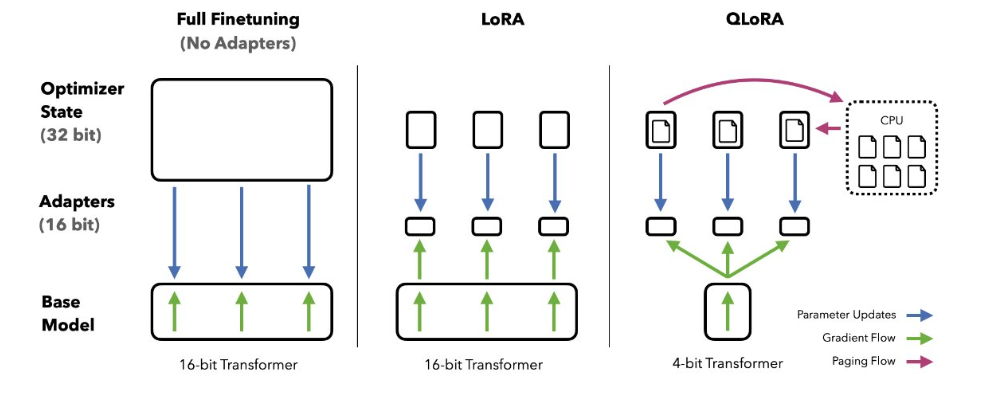 Full Finetuning
(No Adapters)
LoRA
QLoRA
Optimizer
State
(32 bit)
CPU
Adapters
(16 bit)
Base
Model
Parameter Updates
Gradient Flow
Paging Flow
16-bit Transformer
16-bit Transformer
4-bit Transformer